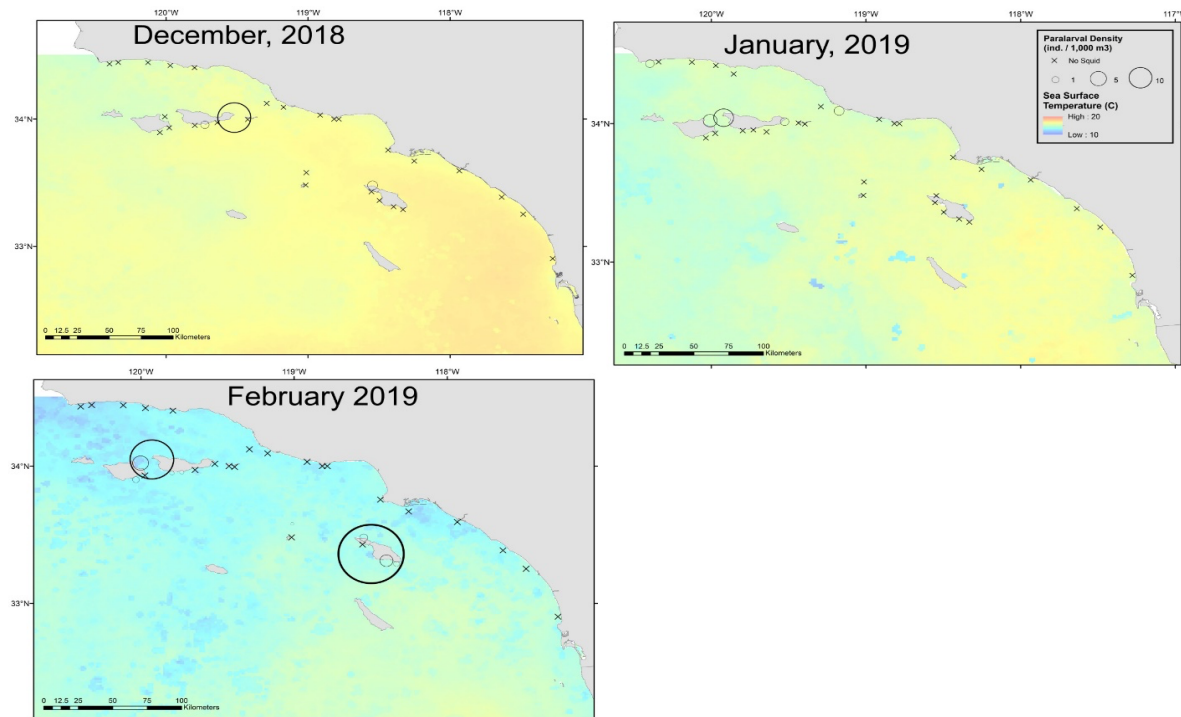 120°W
119°W
118°W
December, 2018
34°N
33°N
0 12.5 25 50 75 100
Kilometers
120°W
119°W
118°W
117°W
January, 2019
Paralarval Density
(ind. / 1,000 m3)
No Squid
1 5 10
Sea Surface
Temperature (C)
High : 20
Low : 10
34°N
33°N
0 12.5 25 50 75 100
Kilometers
120°W
119°W
118°W
February 2019
34°N
33°N
0 12.5 25 50 75 100
Kilometers